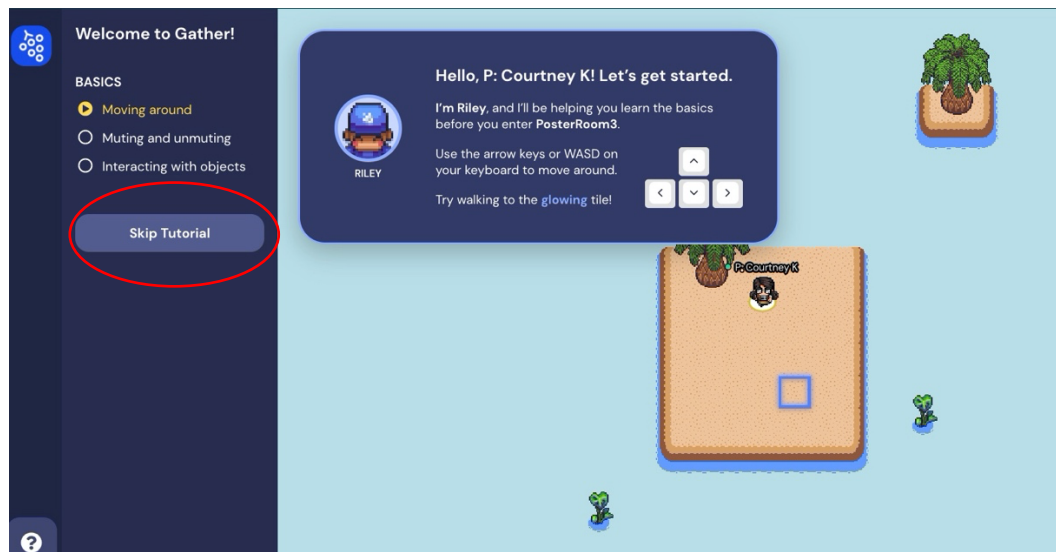 Welcome to Gather!
BASICS
Moving around
Muting and unmuting
Interacting with objects
Skip Tutorial
Hello, P: Courtney K! Let's get started.
I'm Riley, and I'll be helping you learn the basics
before you enter PosterRoom3.
Use the arrow keys or WASD on
your keyboard to move around.
Try walking to the glowing tile!
RILEY
P: Courtney K
?